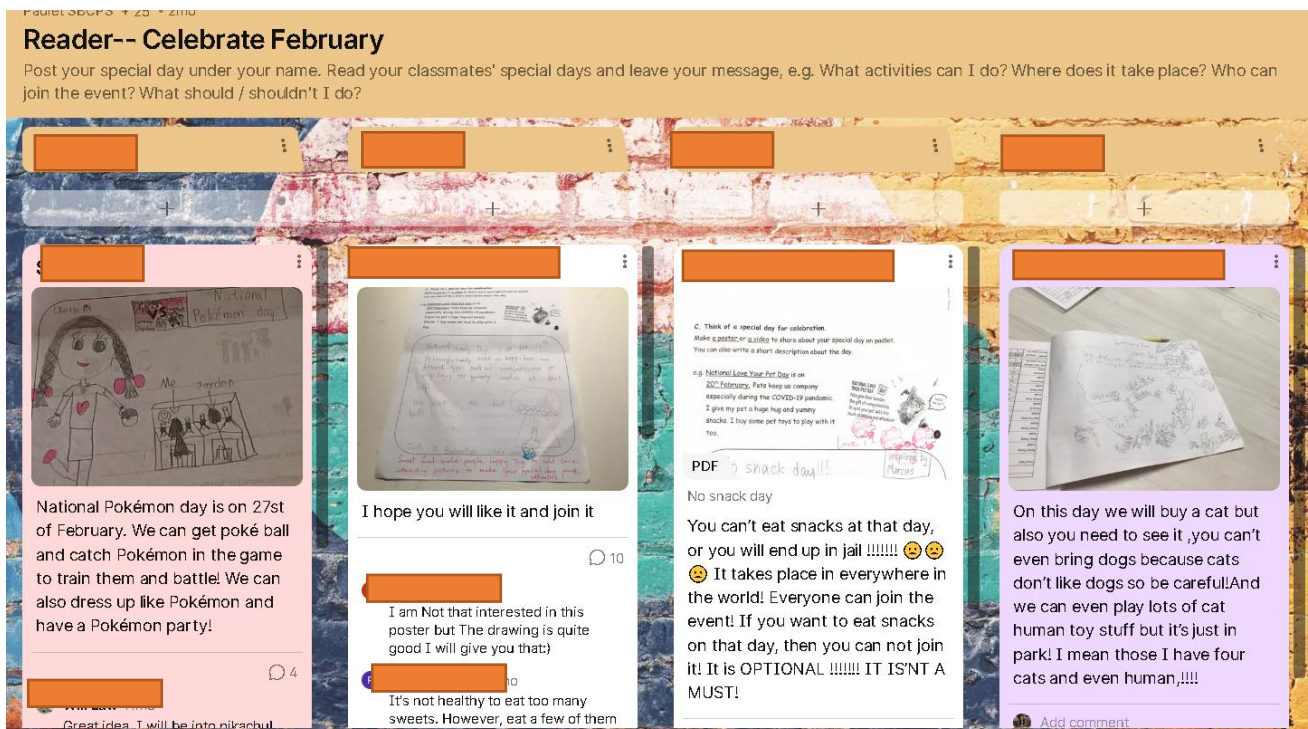 Reader-- Celebrate February
Post your special day under your name. Read your classmates' special days and leave your message, e.g. What activities can I do? Where does it take place? Who can
join the event? What should / shouldn't I do?
National
Pokémon day
Me Jaydon
National Pokémon day is on 27st
of February. We can get poké ball
and catch Pokémon in the game
to train them and battle! We can
also dress up like Pokémon and
have a Pokémon party!
4
Great idea. I will be into pikachu!
I hope you will like it and join it
10
I am Not that interested in this
poster but The drawing is quite
good I will give you that:)
It's not healthy to eat too many
sweets. However, eat a few of them
C. Think of a special day for celebration.
Make a poster or a video to share about your special day on padlet.
You can also write a short description about the day.
e.g. National Love Your Pet Day is on
20th February. Pets keep us company
especially during the COVID-19 pandemic.
I give my pet a huge hug and yummy
snacks. I buy some pet toys to play with it
too.
PDF
snack day!!!
inspired by
Marcus
No snack day
You can't eat snacks at that day,
or you will end up in jail !!!!!!! ☹️☹️
☹️ It takes place in everywhere in
the world! Everyone can join the
event! If you want to eat snacks
on that day, then you can not join
it! It is OPTIONAL !!!!!!! IT IS'NT A
MUST!
On this day we will buy a cat but
also you need to see it ,you can't
even bring dogs because cats
don't like dogs so be careful!And
we can even play lots of cat
human toy stuff but it's just in
park! I mean those I have four
cats and even human,!!!!
Add comment